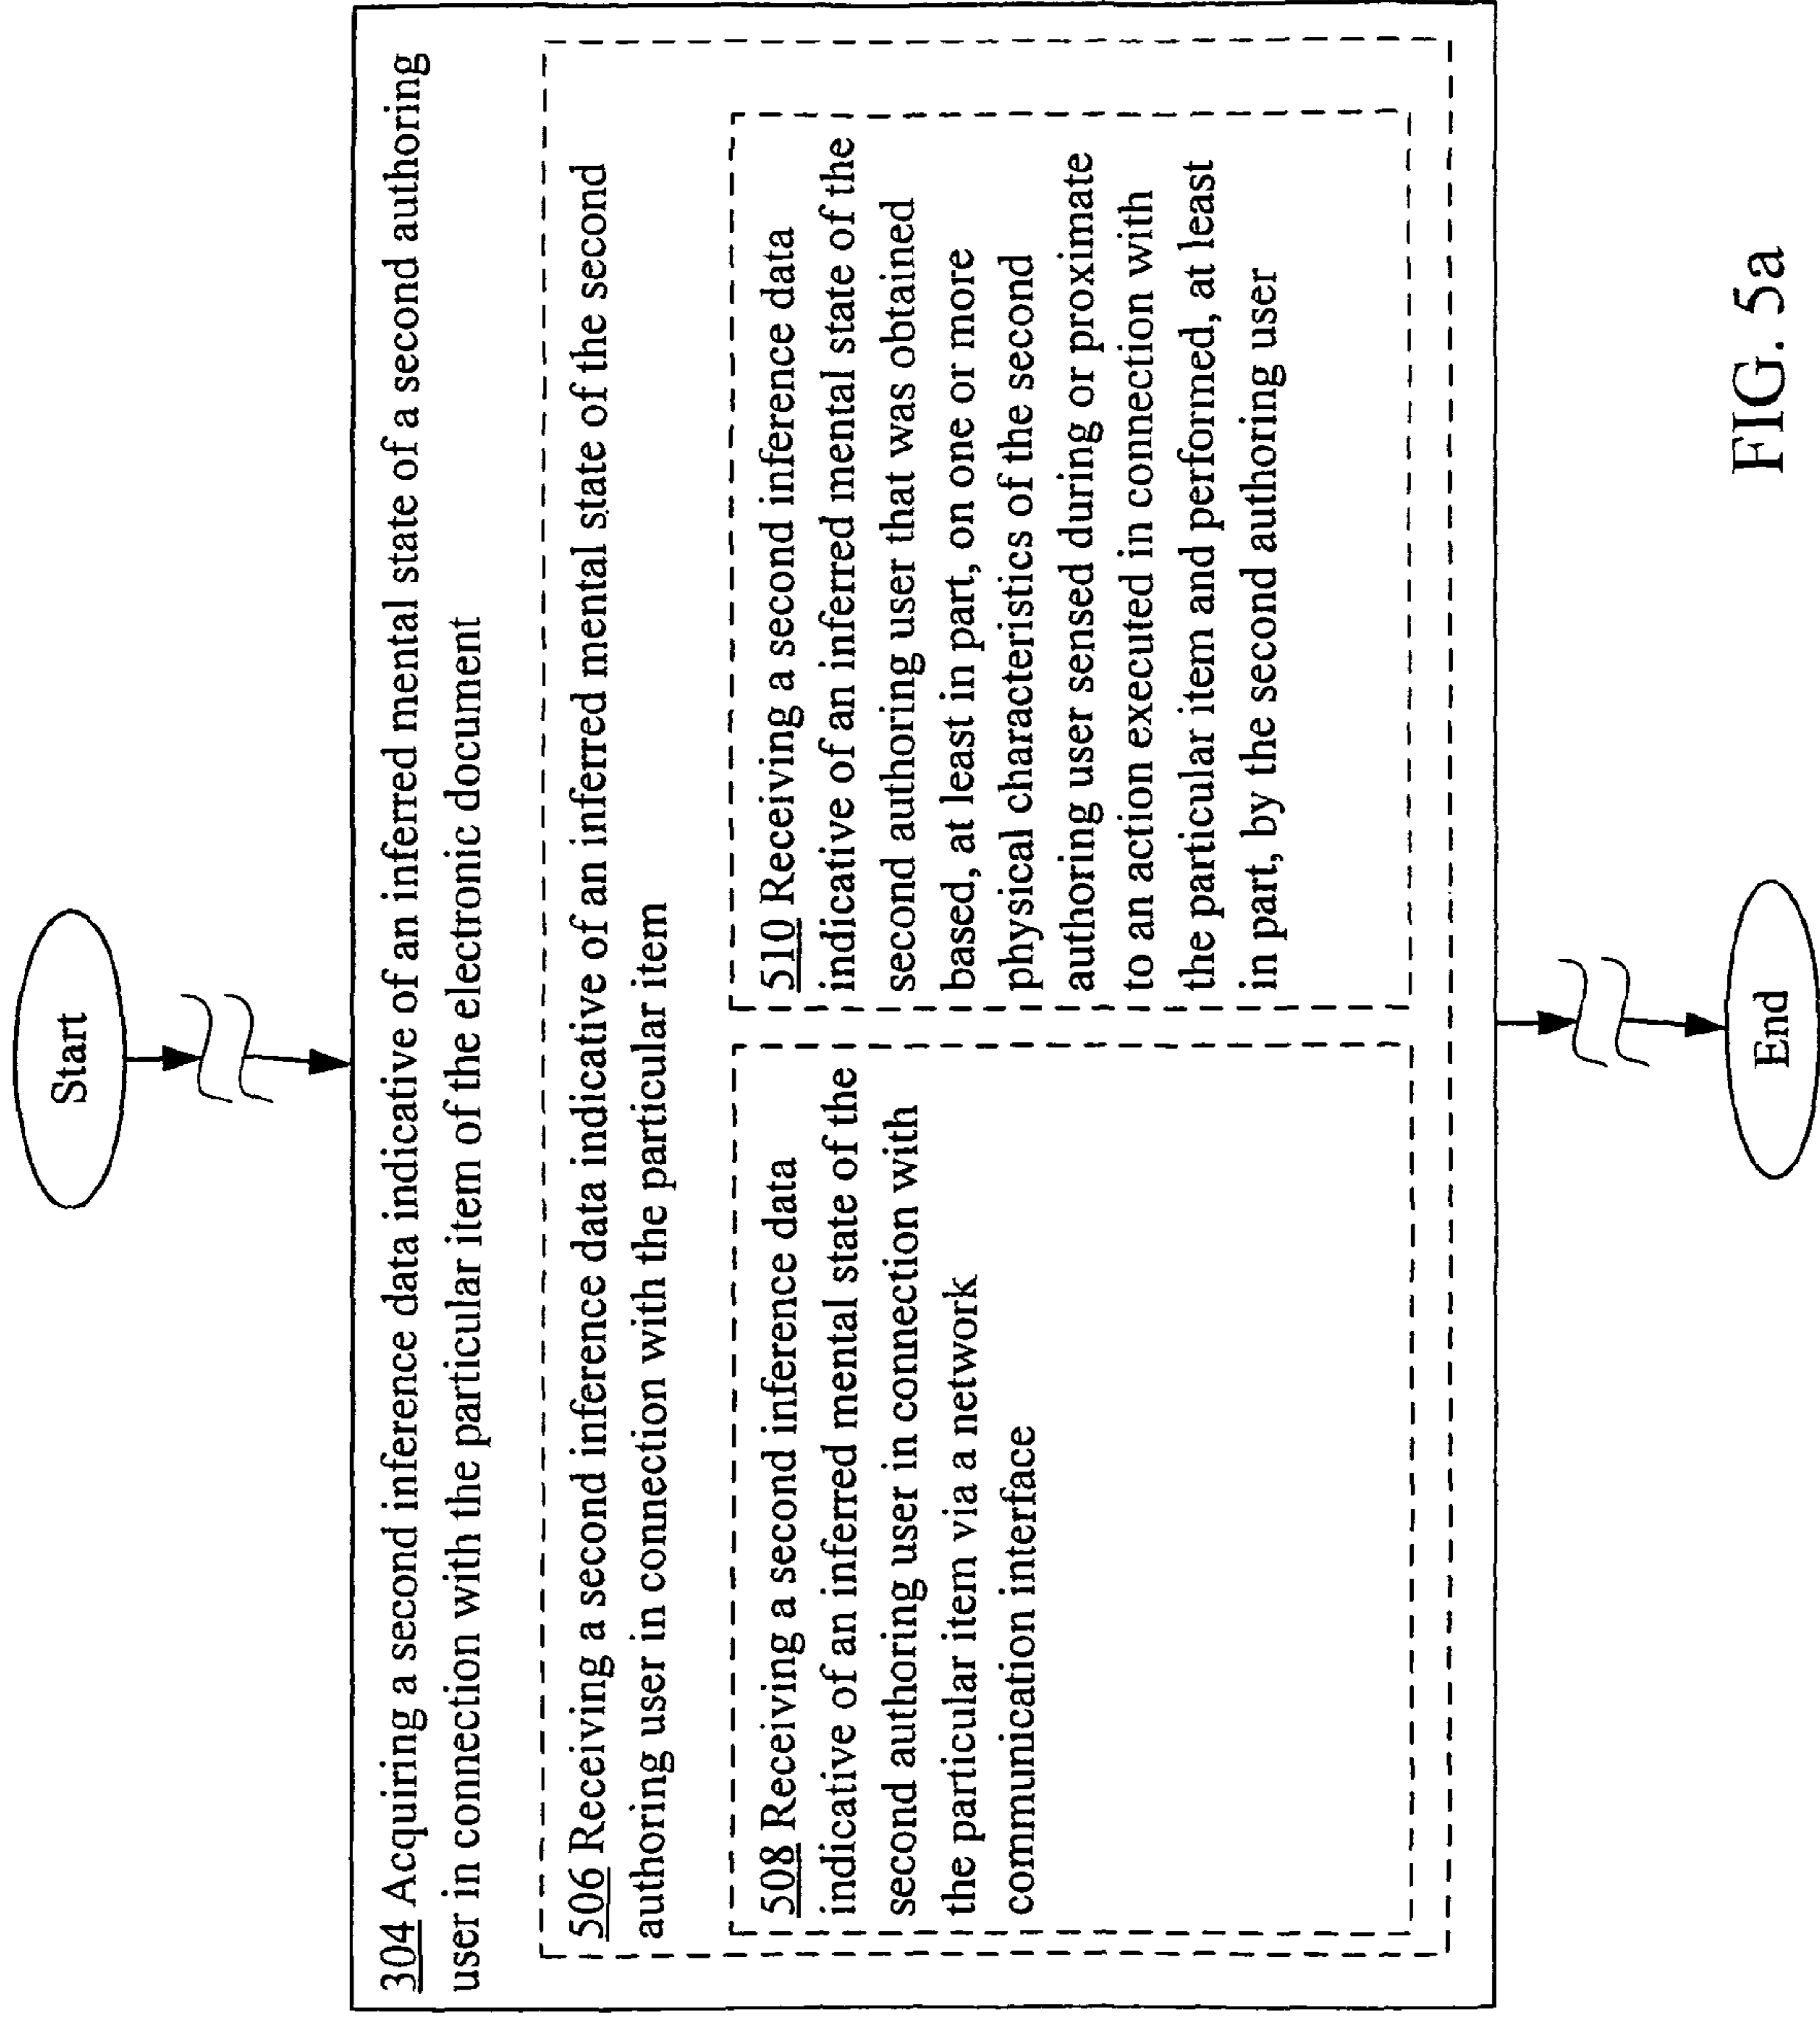 Start
304 Acquiring a second inference data indicative of an inferred mental state of a second authoring
user in connection with the particular item of the electronic document
506 Receiving a second inference data indicative of an inferred mental state of the second
authoring user in connection with the particular item
508 Receiving a second inference data
indicative of an inferred mental state of the
second authoring user in connection with
the particular item via a network
communication interface
510 Receiving a second inference data
indicative of an inferred mental state of the
second authoring user that was obtained
based, at least in part, on one or more
physical characteristics of the second
authoring user sensed during or proximate
to an action executed in connection with
the particular item and performed, at least
in part, by the second authoring user
End
FIG. 5a